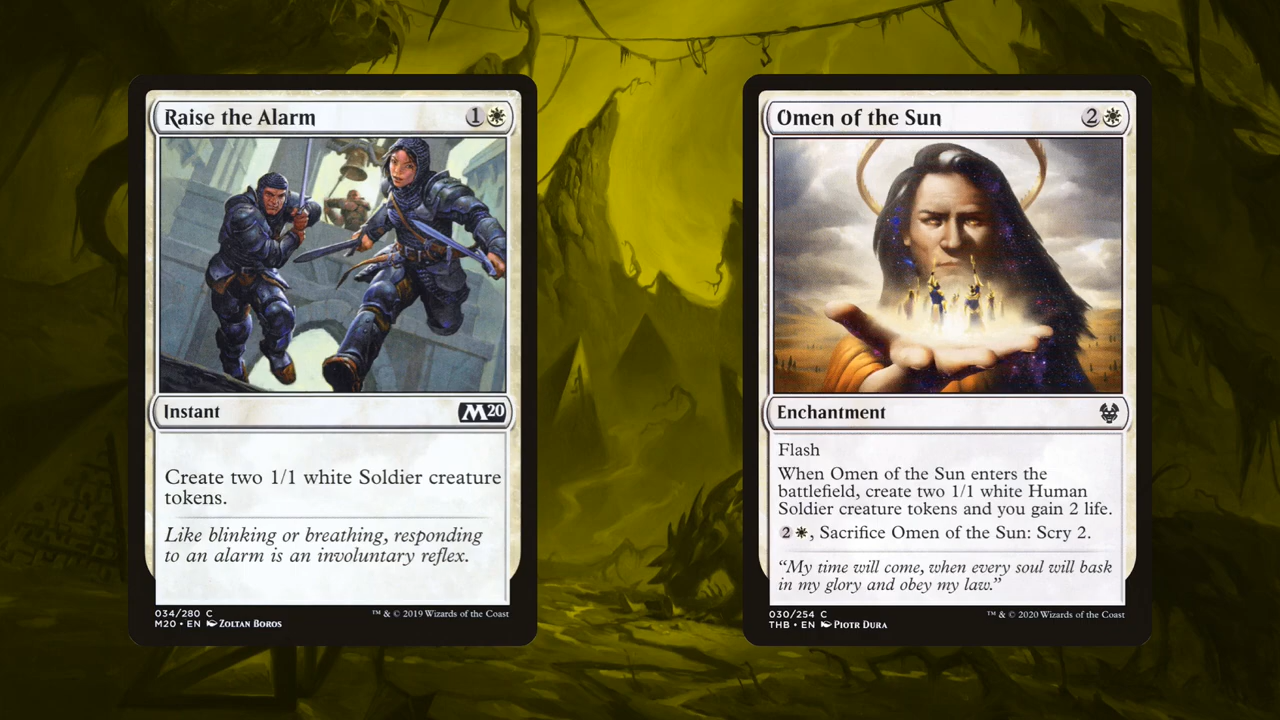 Raise the Alarm 1
Instant M20
Create two 1/1 white Soldier creature
tokens.
Like blinking or breathing, responding
to an alarm is an involuntary reflex.
034/280 C ™ & © 2019 Wizards of the Coast
M20 • EN Zoltan Boros
Omen of the Sun 2
Enchantment
Flash
When Omen of the Sun enters the
battlefield, create two 1/1 white Human
Soldier creature tokens and you gain 2 life.
2, Sacrifice Omen of the Sun: Scry 2.
“My time will come, when every soul will bask
in my glory and obey my law.”
030/254 C ™ & © 2020 Wizards of the Coast
THB • EN Piotr Dura